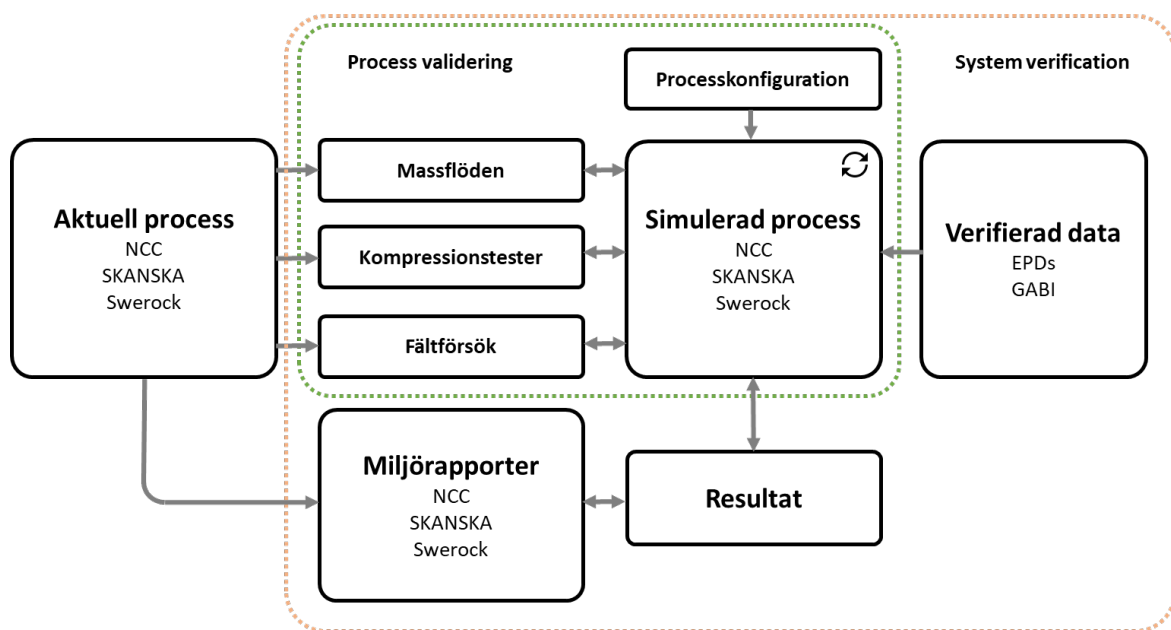 Process validering
System verification
Processkonfiguration
Aktuell process
NCC
SKANSKA
Swerock
Massflöden
Kompressionstester
Fältförsök
Simulerad process
NCC
SKANSKA
Swerock
Verifierad data
EPDs
GABI
Miljörapporter
NCC
SKANSKA
Swerock
Resultat